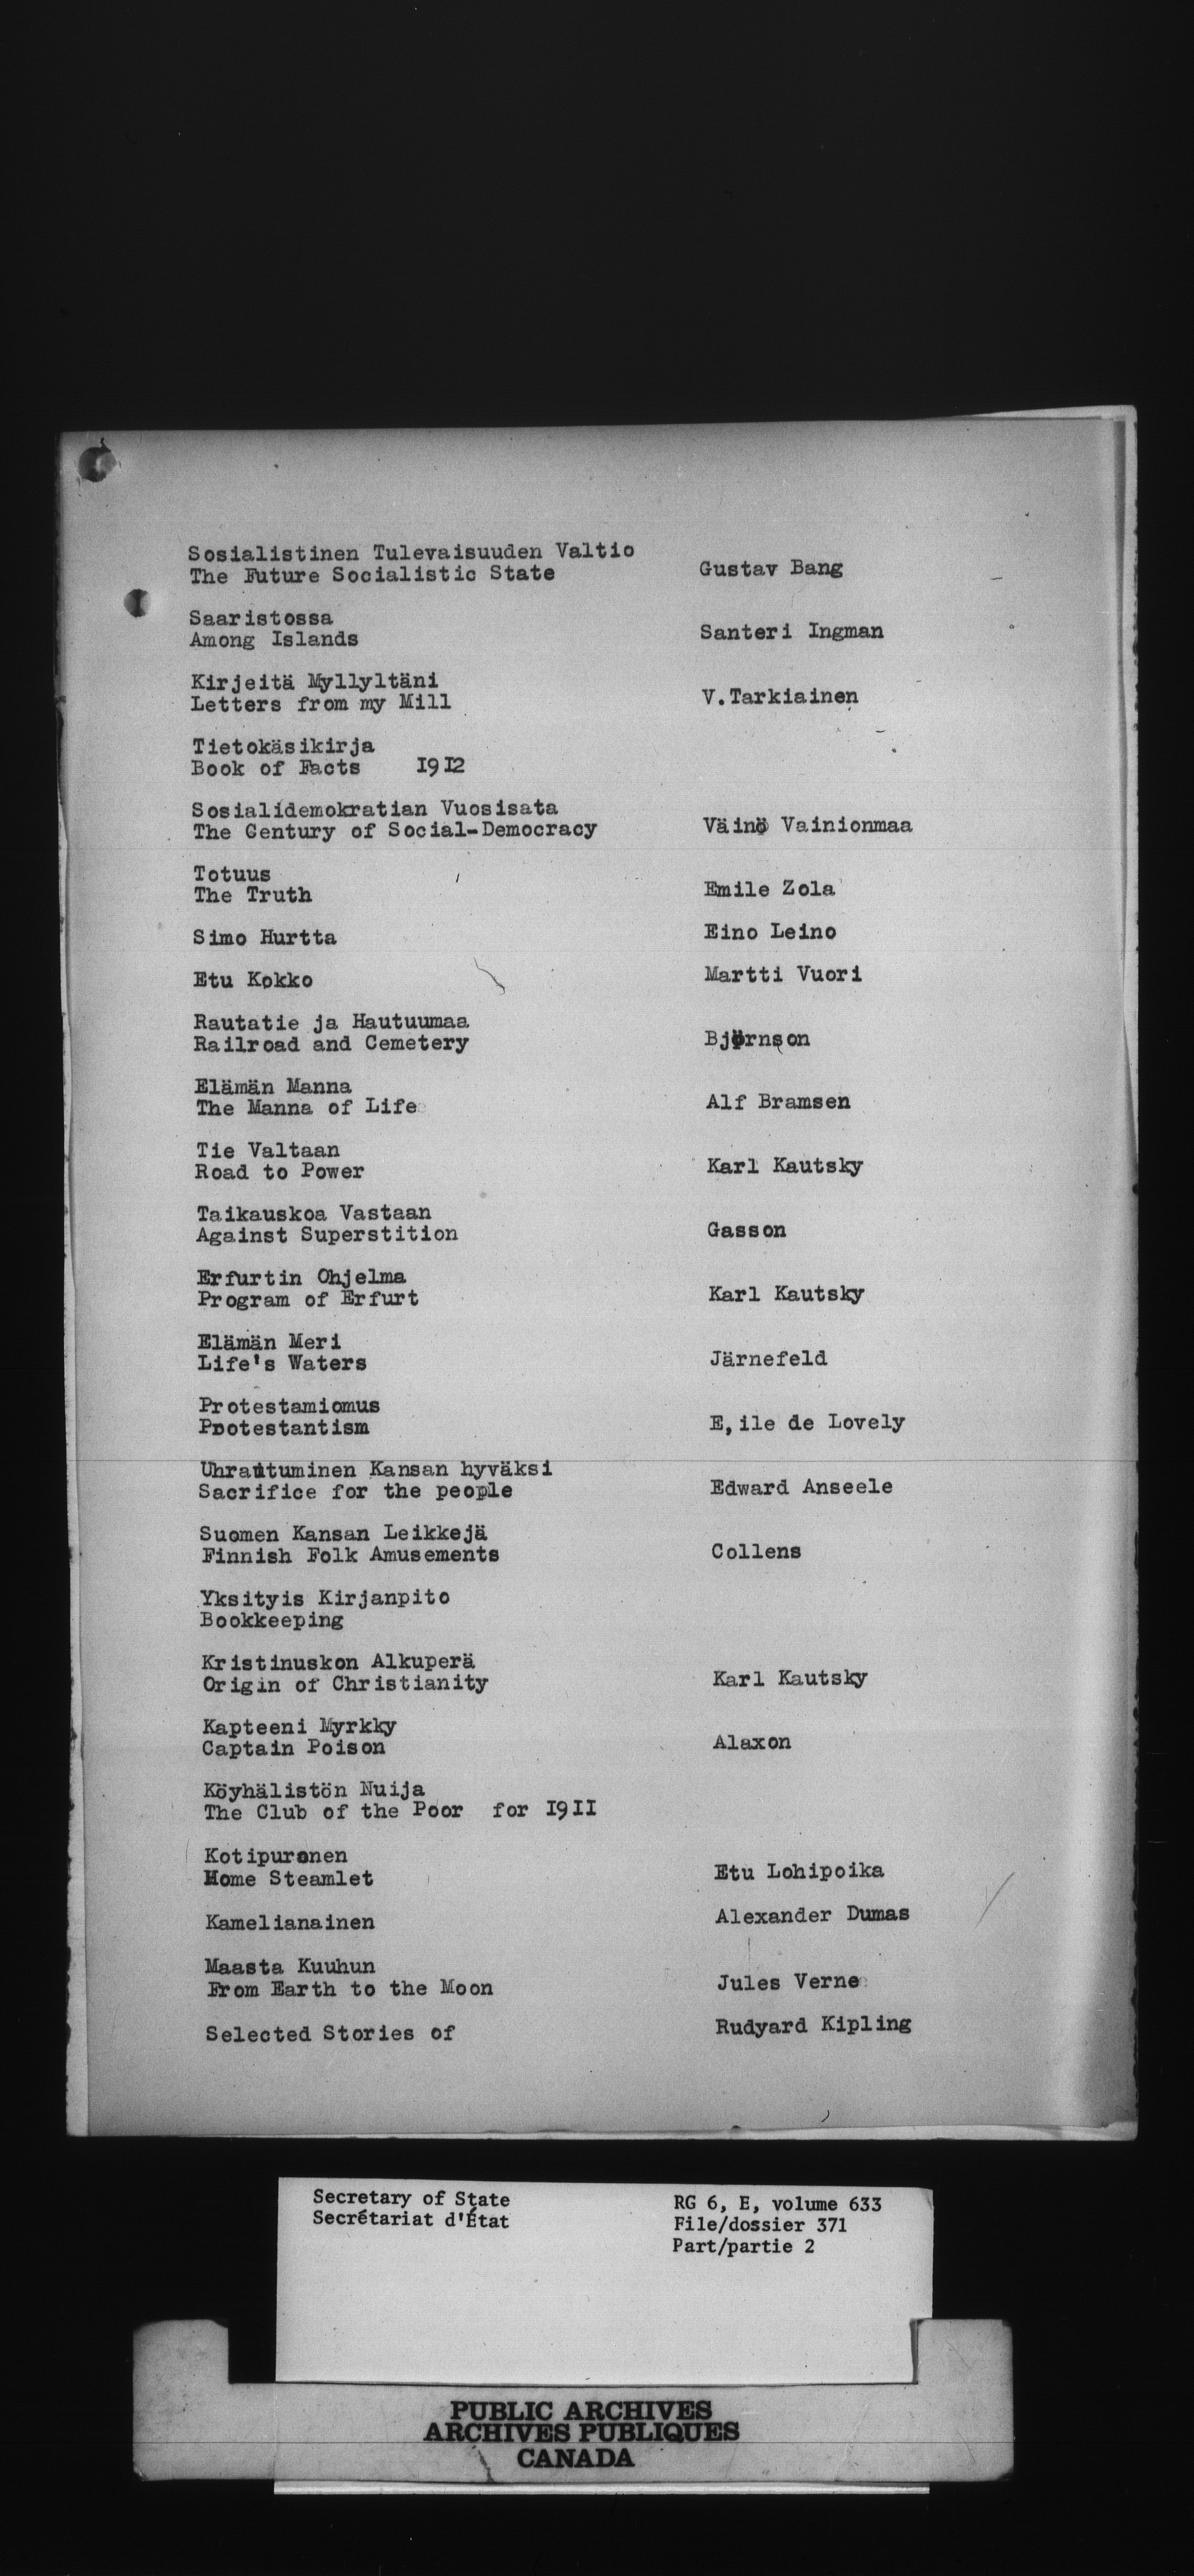 Sosialistinen Tulevaisuuden Valtio
The Future Socialistic State Gustav Bang
Saaristossa
Among Islands Santeri Ingman
Kirjeitä Myllyltäni
Letters from my Mill V.Tarkiainen
Tietokäsikirja
Book of Facts 1912
Sosialidemokratian Vuosisata
The Century of Social-Democracy Väinö Vainionmaa
Totuus
The Truth Emile Zola
Simo Hurtta Eino Leino
Etu Kokko Martti Vuori
Rautatie ja Hautuumaa
Railroad and Cemetery Björnson
Elämän Manna
The Manna of Life Alf Bramsen
Tie Valtaan
Road to Power Karl Kautsky
Taikauskoa Vastaan
Against Superstition Gasson
Erfurtin Ohjelma
Program of Erfurt Karl Kautsky
Elämän Meri
Life's Waters Järnefeld
Protestamiomus
Protestantism E,ile de Lovely
Uhrautuminen Kansan hyväksi
Sacrifice for the people Edward Anseele
Suomen Kansan Leikkejä
Finnish Folk Amusements Collens
Yksityis Kirjanpito
Bookkeeping
Kristinuskon Alkuperä
Origin of Christianity Karl Kautsky
Kapteeni Myrkky
Captain Poison Alaxon
Köyhälistön Nuija
The Club of the Poor for 1911
Kotipuronen
Home Steamlet Etu Lohipoika
Kamelianainen Alexander Dumas
Maasta Kuuhun
From Earth to the Moon Jules Verne
Selected Stories of Rudyard Kipling
Secretary of State RG 6, E, volume 633
Secrétariat d'État File/dossier 371
Part/partie 2
PUBLIC ARCHIVES
ARCHIVES PUBLIQUES
CANADA